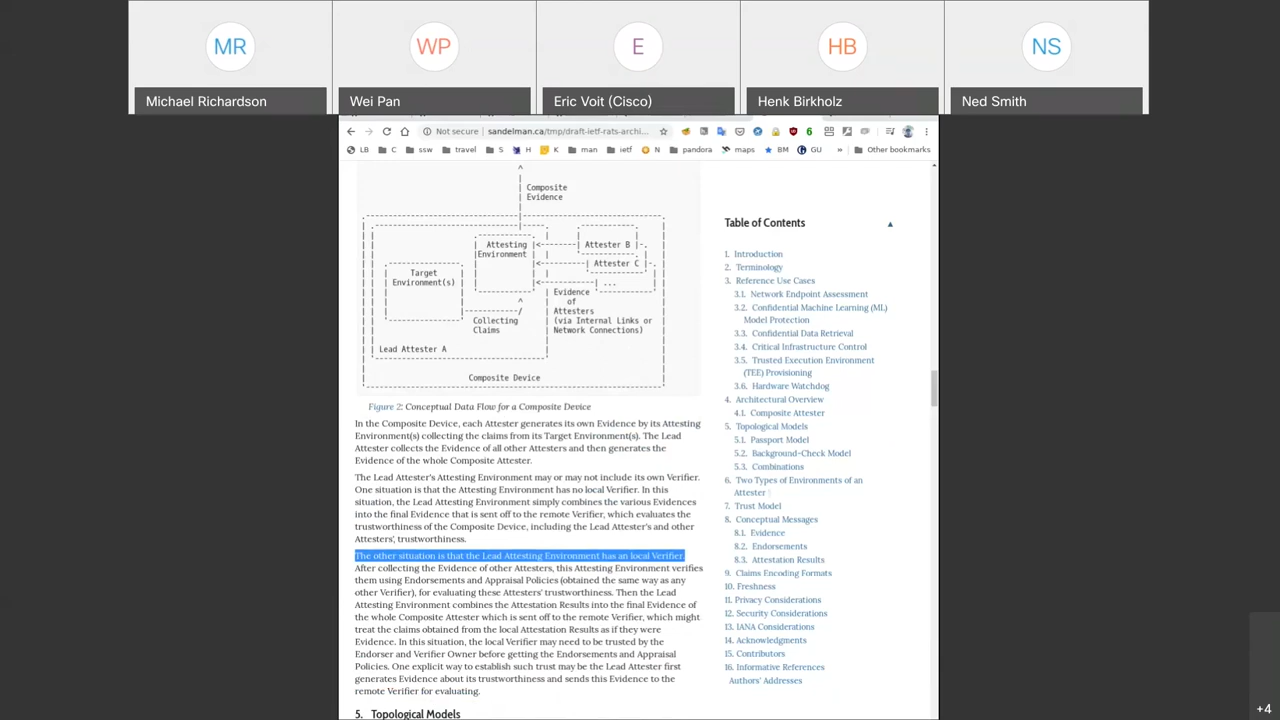 MR
WP
E
HB
NS
Michael Richardson
Wei Pan
Eric Voit (Cisco)
Henk Birkholz
Ned Smith
Not secure | sandelman.ca/tmp/draft-ietf-rats-archi...
6
LB
C
ssw
travel
S
H
K
man
ietf
N
pandora
maps
BM
GU
»
Other bookmarks
Composite
Evidence
Attesting
Environment
Attester B
Attester C
...
Target
Environment(s)
Evidence
of
Attesters
(via Internal Links or
Network Connections)
Collecting
Claims
Lead Attester A
Composite Device
Figure 2: Conceptual Data Flow for a Composite Device
In the Composite Device, each Attester generates its own Evidence by its Attesting
Environment(s) collecting the claims from its Target Environment(s). The Lead
Attester collects the Evidence of all other Attesters and then generates the
Evidence of the whole Composite Attester.
The Lead Attester's Attesting Environment may or may not include its own Verifier.
One situation is that the Attesting Environment has no local Verifier. In this
situation, the Lead Attesting Environment simply combines the various Evidences
into the final Evidence that is sent off to the remote Verifier, which evaluates the
trustworthiness of the Composite Device, including the Lead Attester's and other
Attesters', trustworthiness.
The other situation is that the Lead Attesting Environment has an local Verifier.
After collecting the Evidence of other Attesters, this Attesting Environment verifies
them using Endorsements and Appraisal Policies (obtained the same way as any
other Verifier), for evaluating these Attesters' trustworthiness. Then the Lead
Attesting Environment combines the Attestation Results into the final Evidence of
the whole Composite Attester which is sent off to the remote Verifier, which might
treat the claims obtained from the local Attestation Results as if they were
Evidence. In this situation, the local Verifier may need to be trusted by the
Endorser and Verifier Owner before getting the Endorsements and Appraisal
Policies. One explicit way to establish such trust may be the Lead Attester first
generates Evidence about its trustworthiness and sends this Evidence to the
remote Verifier for evaluating.
5. Topological Models
Table of Contents
1. Introduction
2. Terminology
3. Reference Use Cases
3.1. Network Endpoint Assessment
3.2. Confidential Machine Learning (ML)
Model Protection
3.3. Confidential Data Retrieval
3.4. Critical Infrastructure Control
3.5. Trusted Execution Environment
(TEE) Provisioning
3.6. Hardware Watchdog
4. Architectural Overview
4.1. Composite Attester
5. Topological Models
5.1. Passport Model
5.2. Background-Check Model
5.3. Combinations
6. Two Types of Environments of an
Attester
7. Trust Model
8. Conceptual Messages
8.1. Evidence
8.2. Endorsements
8.3. Attestation Results
9. Claims Encoding Formats
10. Freshness
11. Privacy Considerations
12. Security Considerations
13. IANA Considerations
14. Acknowledgments
15. Contributors
16. Informative References
Authors' Addresses
+4